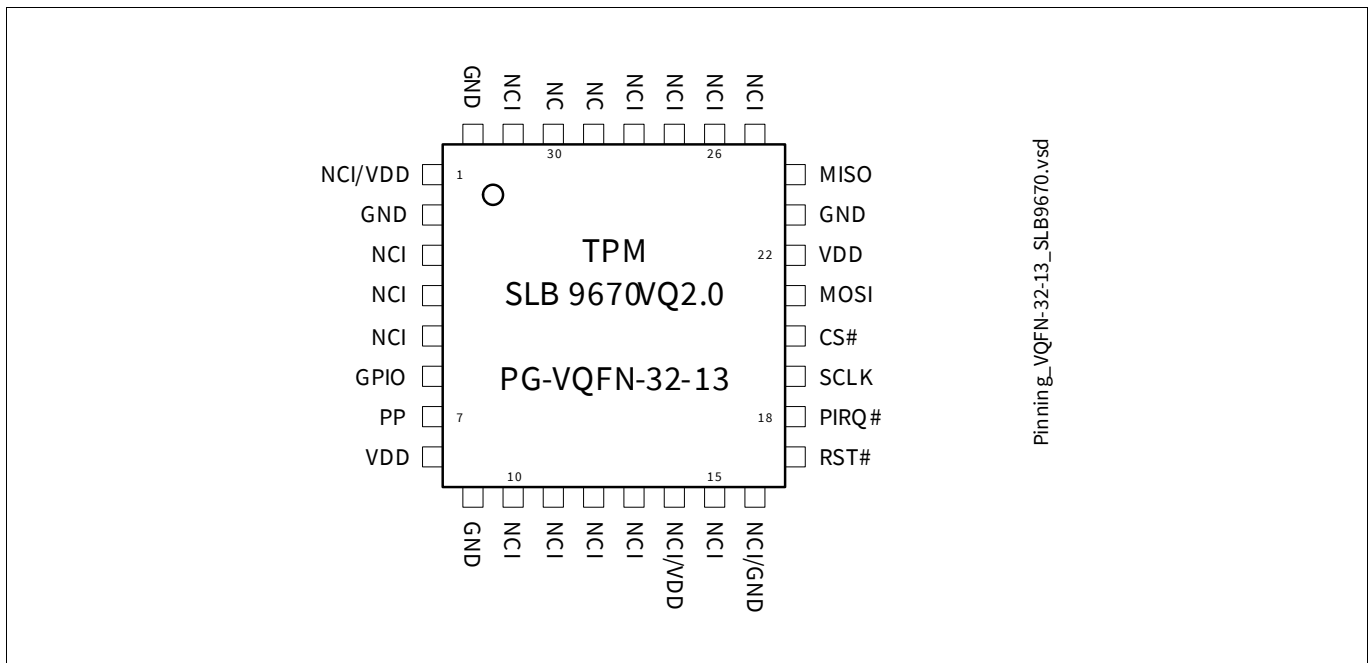 GND
NCI
NC
NC
NCI
NCI
NCI
NCI
30
26
NCI/VDD
1
MISO
GND
GND
NCI
TPM
22
VDD
NCI
SLB 9670VQ2.0
MOSI
NCI
CS#
GPIO
PG-VQFN-32-13
SCLK
PP
7
18
PIRQ#
VDD
RST#
10
15
GND
NCI
NCI
NCI
NCI
NCI/VDD
NCI
NCI/GND
Pinning_VQFN-32-13_SLB9670.vsd